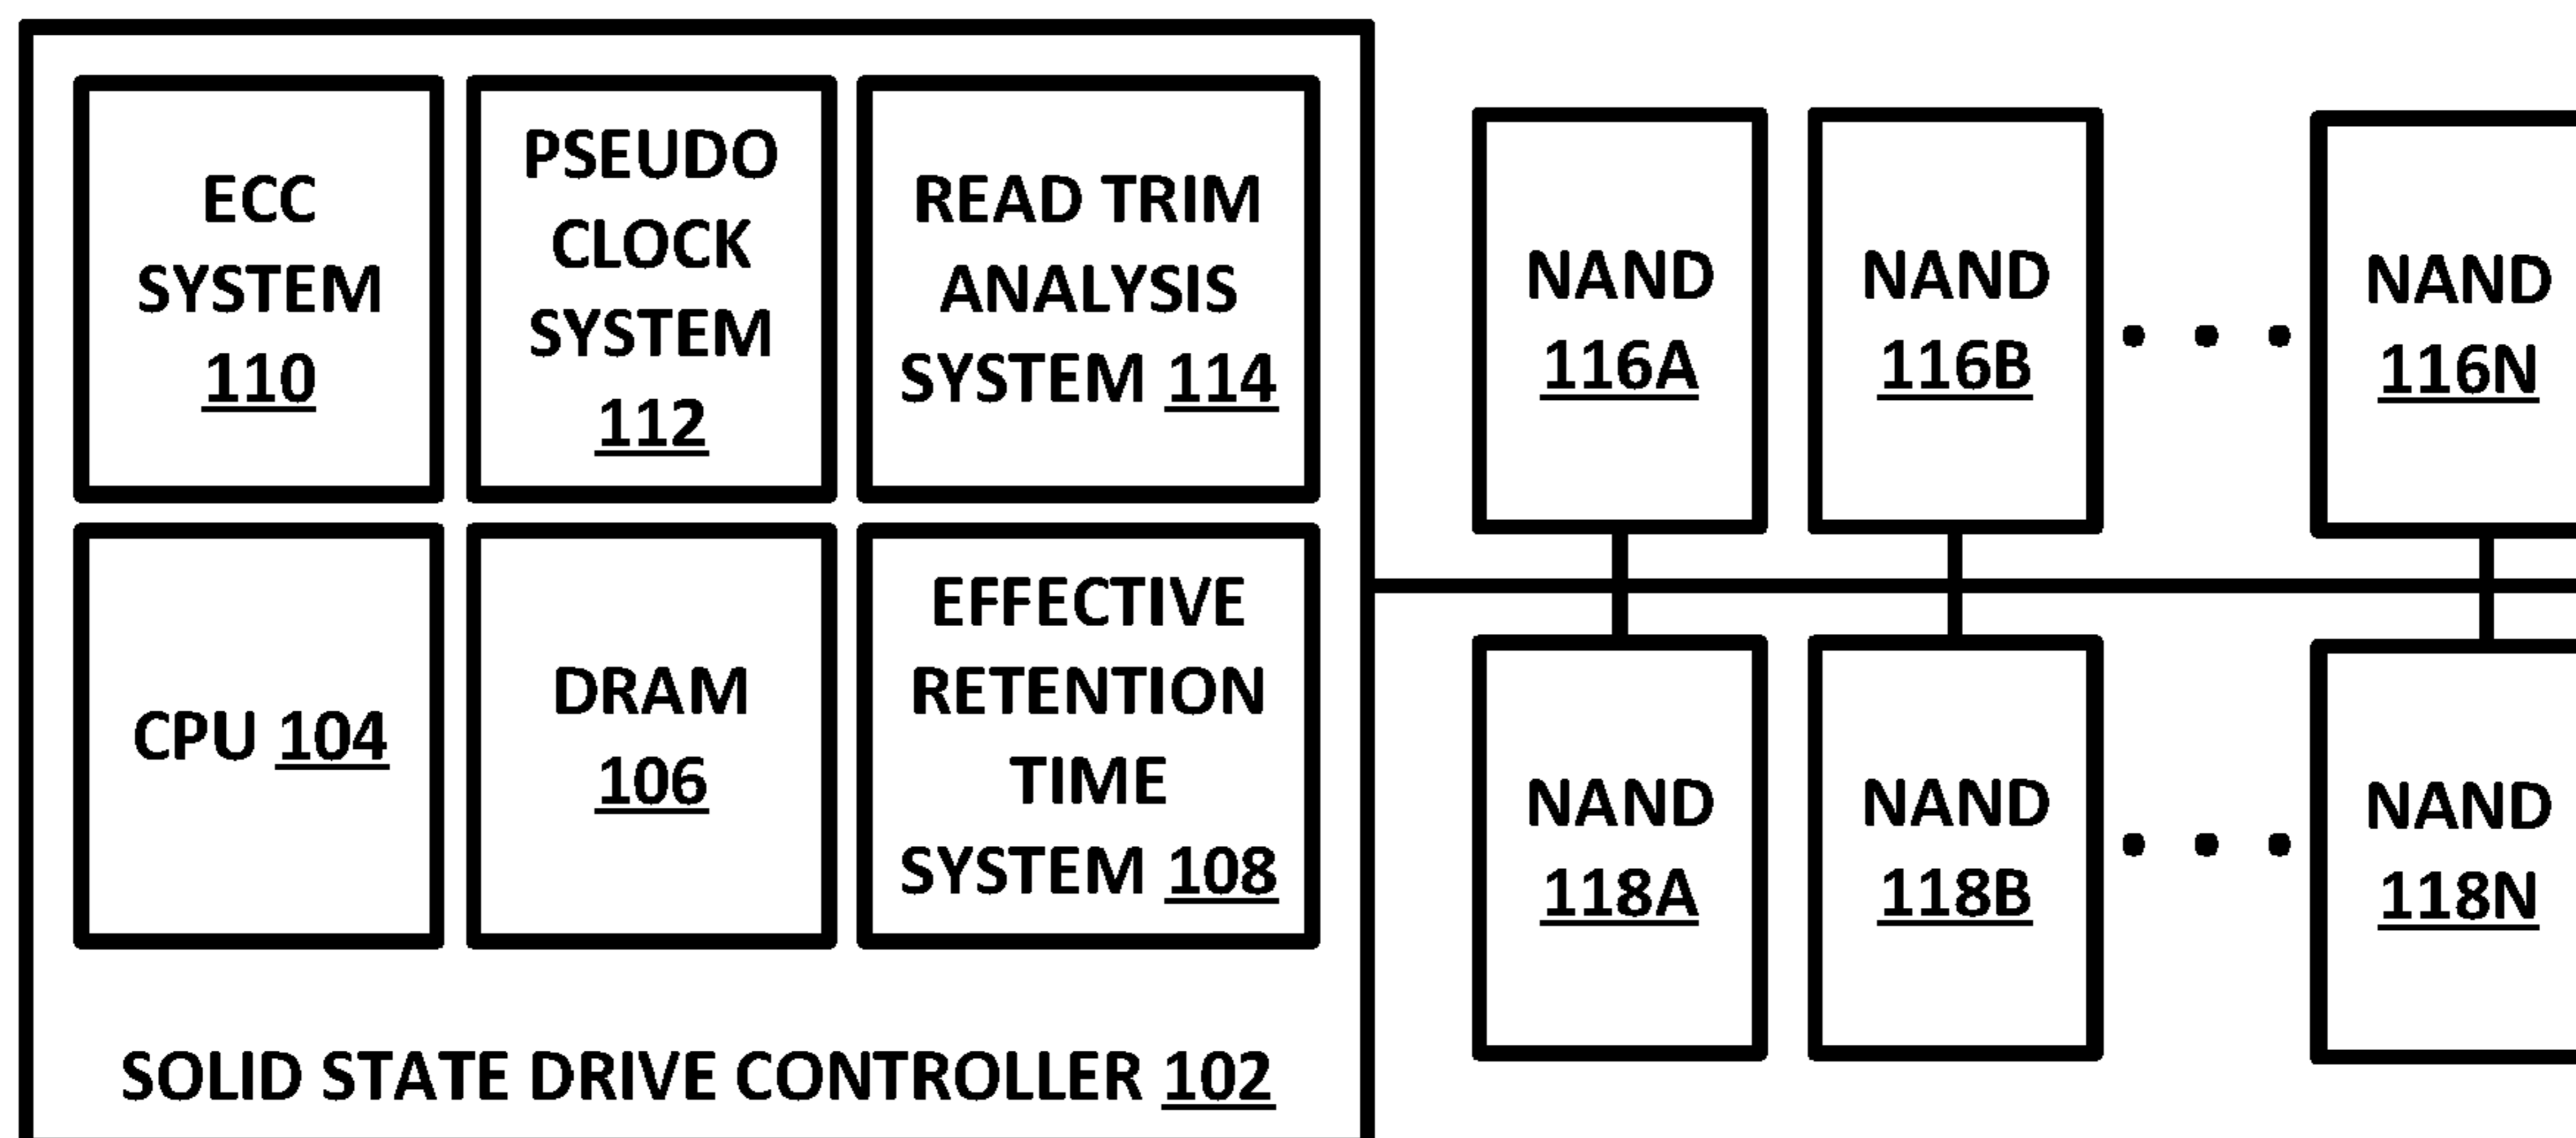 ECC
SYSTEM
110
PSEUDO
CLOCK
SYSTEM
112
READ TRIM
ANALYSIS
SYSTEM 114
NAND
116A
NAND
116B
NAND
116N
CPU 104
DRAM
106
EFFECTIVE
RETENTION
TIME
SYSTEM 108
NAND
118A
NAND
118B
NAND
118N
SOLID STATE DRIVE CONTROLLER 102